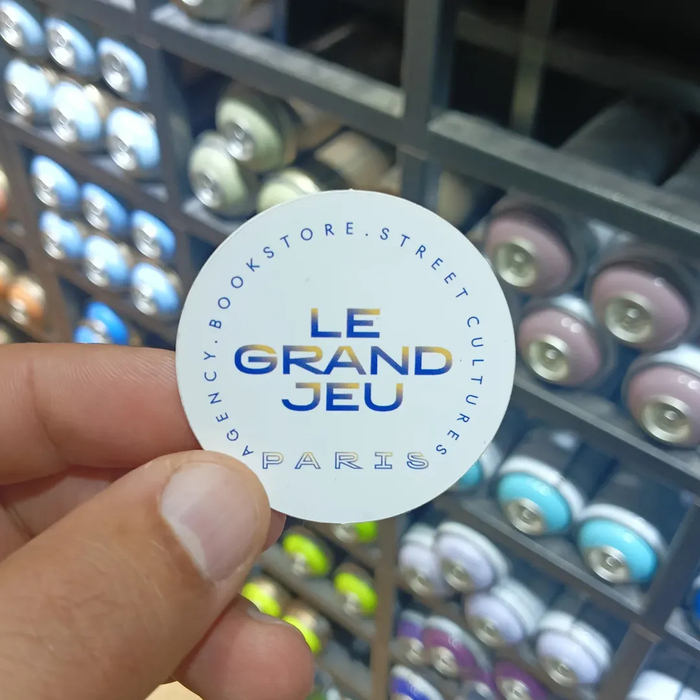 AGENCY.BOOKSTORE.STREET CULTURES
LE
GRAND
JEU
PARIS